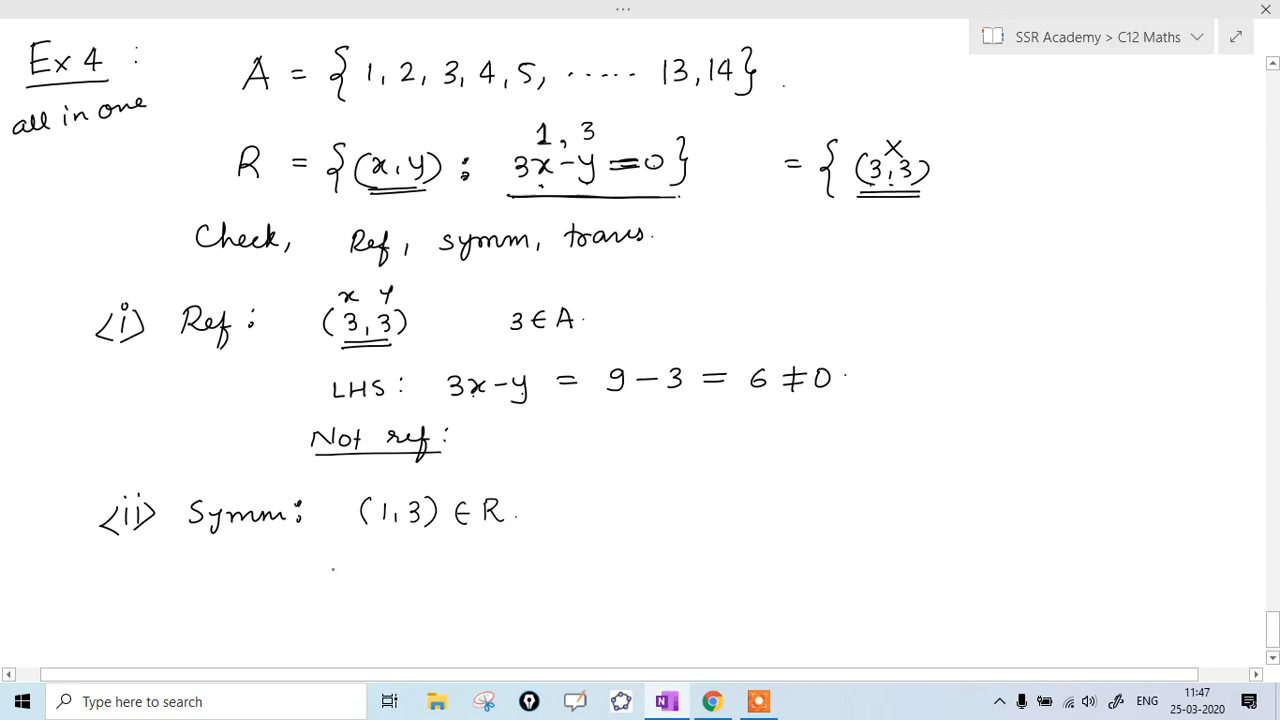 ...
SSR Academy > C12 Maths
Ex 4 : A = { 1, 2, 3, 4, 5, ...... 13, 14 } .
all in one
1, 3
R = { (x, y) : 3x - y = 0 } = { (3, 3)
x
Check, Ref, symm, trans.
x y
<i> Ref : (3, 3) 3 ∈ A .
LHS : 3x - y = 9 - 3 = 6 ≠ 0 .
Not ref :
<ii> Symm : (1, 3) ∈ R .
Type here to search
ENG
11:47
25-03-2020